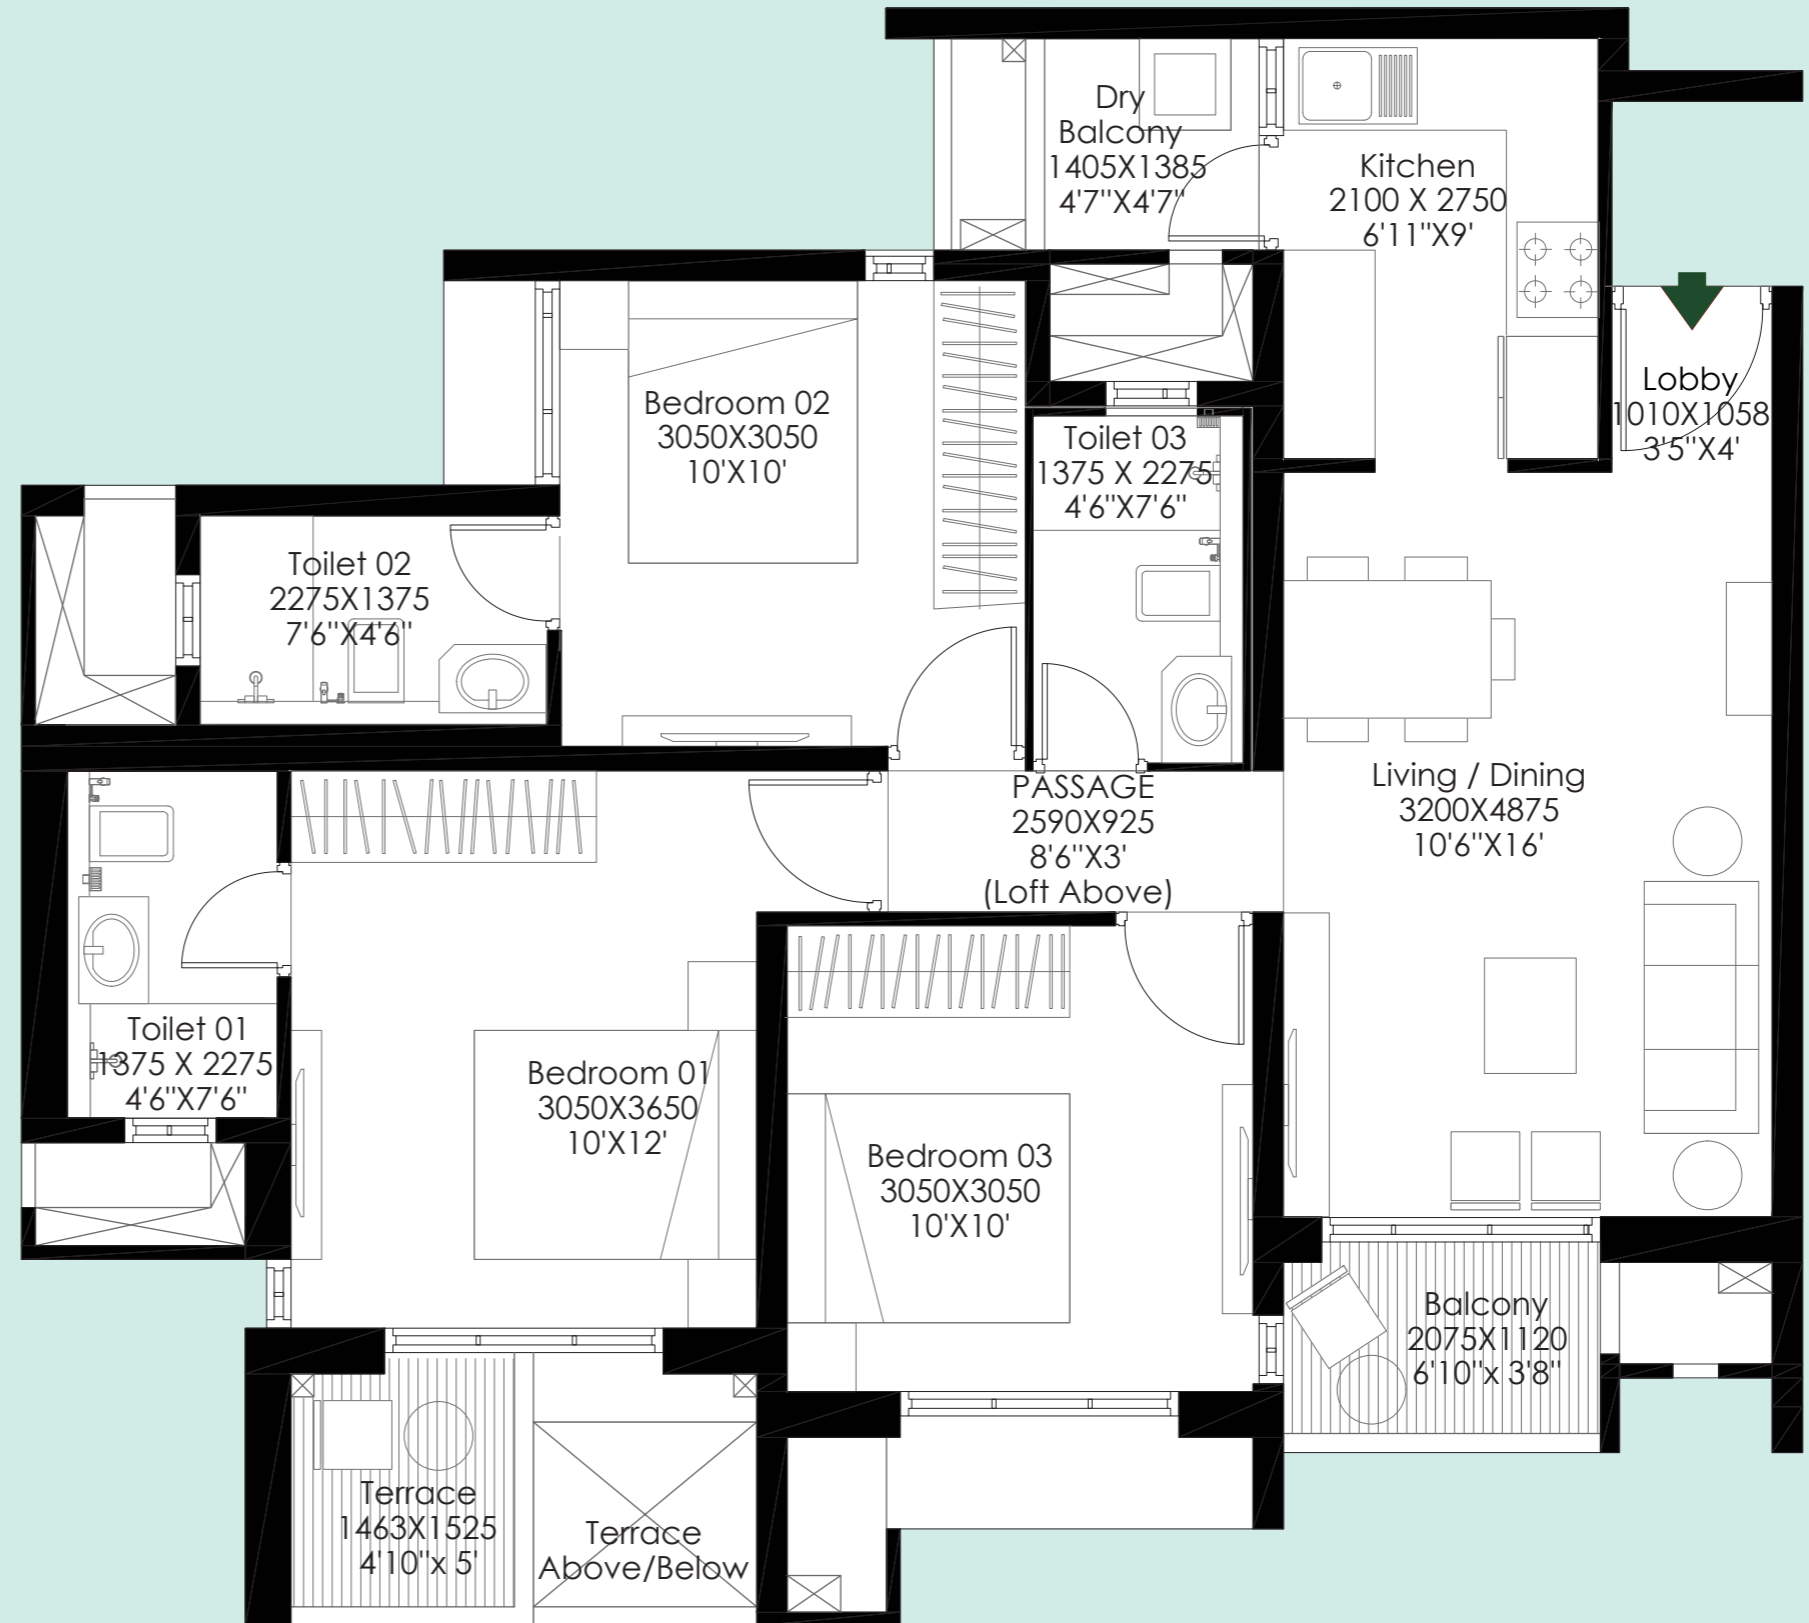 Dry
Balcony
1405X1385
4'7"X4'7"
Kitchen
2100 X 2750
6'11"X9'
Lobby
1010X1058
3'5"X4'
Bedroom 02
3050X3050
10'X10'
Toilet 03
1375 X 2275
4'6"X7'6"
Toilet 02
2275X1375
7'6"X4'6"
PASSAGE
2590X925
8'6"X3'
(Loft Above)
Living / Dining
3200X4875
10'6"X16'
Toilet 01
1375 X 2275
4'6"X7'6"
Bedroom 01
3050X3650
10'X12'
Bedroom 03
3050X3050
10'X10'
Balcony
2075X1120
6'10"x 3'8"
Terrace
1463X1525
4'10"x 5'
Terrace
Above/Below